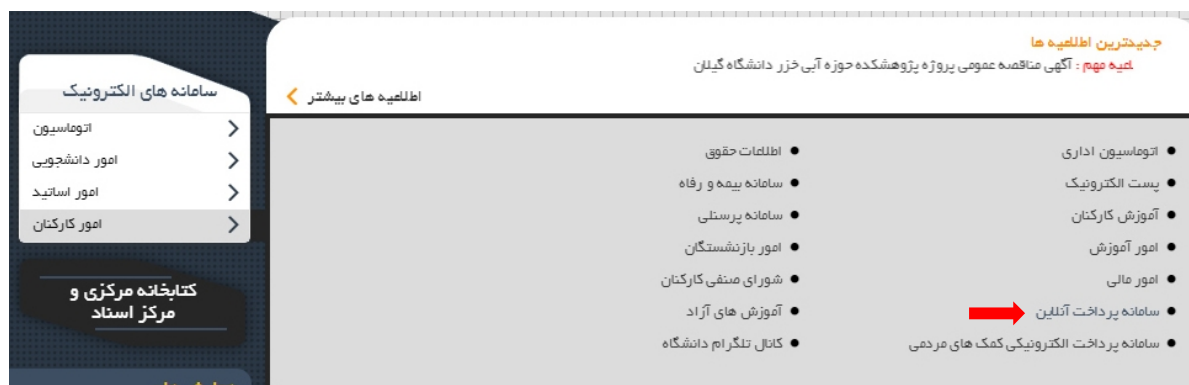 جدیدترین اطلاعیه ها
اعیه مهم : آگهی مناقصه عمومی پروژه پژوهشکده حوزه آبی خزر دانشگاه گیلان
اطلاعیه های بیشتر
اتوماسیون اداری
پست الکترونیک
آموزش کارکنان
امور آموزش
امور مالی
سامانه پرداخت آنلاین
سامانه پرداخت الکترونیکی کمک های مردمی
اطلاعات حقوق
سامانه بیمه و رفاه
سامانه پرسنلی
امور بازنشستگان
شورای صنفی کارکنان
آموزش های آزاد
کانال تلگرام دانشگاه
سامانه های الکترونیک
اتوماسیون
امور دانشجویی
امور اساتید
امور کارکنان
کتابخانه مرکزی و
مرکز اسناد